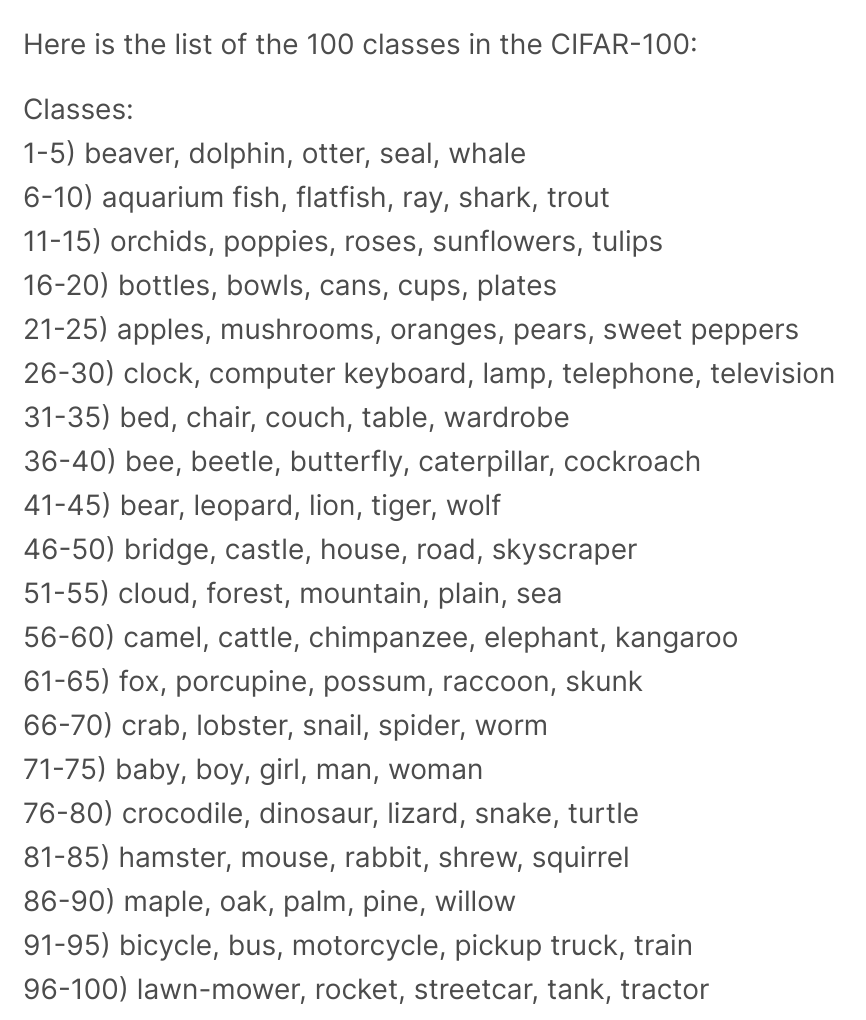 Here is the list of the 100 classes in the CIFAR-100:
Classes:
1-5) beaver, dolphin, otter, seal, whale
6-10) aquarium fish, flatfish, ray, shark, trout
11-15) orchids, poppies, roses, sunflowers, tulips
16-20) bottles, bowls, cans, cups, plates
21-25) apples, mushrooms, oranges, pears, sweet peppers
26-30) clock, computer keyboard, lamp, telephone, television
31-35) bed, chair, couch, table, wardrobe
36-40) bee, beetle, butterfly, caterpillar, cockroach
41-45) bear, leopard, lion, tiger, wolf
46-50) bridge, castle, house, road, skyscraper
51-55) cloud, forest, mountain, plain, sea
56-60) camel, cattle, chimpanzee, elephant, kangaroo
61-65) fox, porcupine, possum, raccoon, skunk
66-70) crab, lobster, snail, spider, worm
71-75) baby, boy, girl, man, woman
76-80) crocodile, dinosaur, lizard, snake, turtle
81-85) hamster, mouse, rabbit, shrew, squirrel
86-90) maple, oak, palm, pine, willow
91-95) bicycle, bus, motorcycle, pickup truck, train
96-100) lawn-mower, rocket, streetcar, tank, tractor